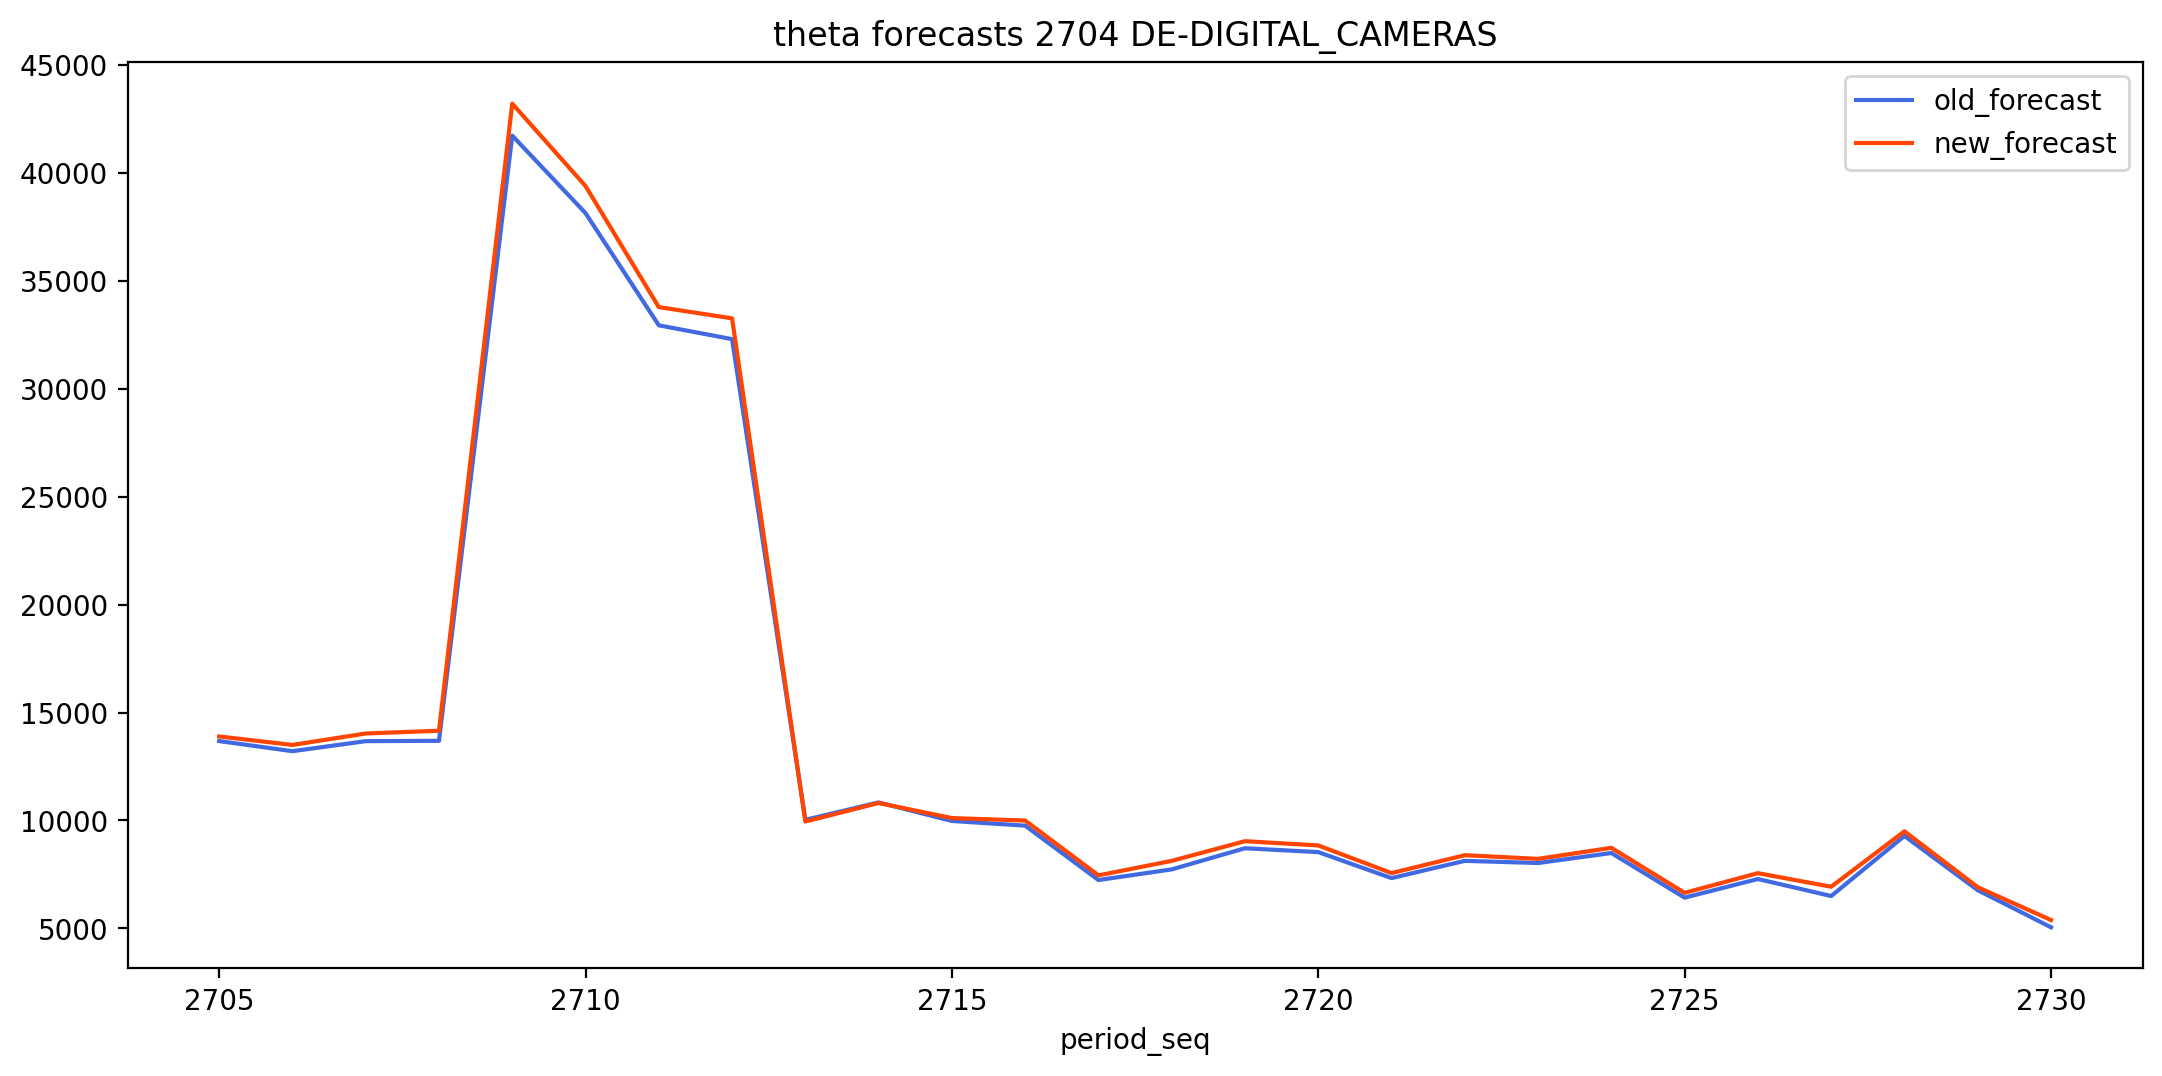 theta forecasts 2704 DE-DIGITAL_CAMERAS
old_forecast
new_forecast
45000
40000
35000
30000
25000
20000
15000
10000
5000
2705 2710 2715 2720 2725 2730
period_seq